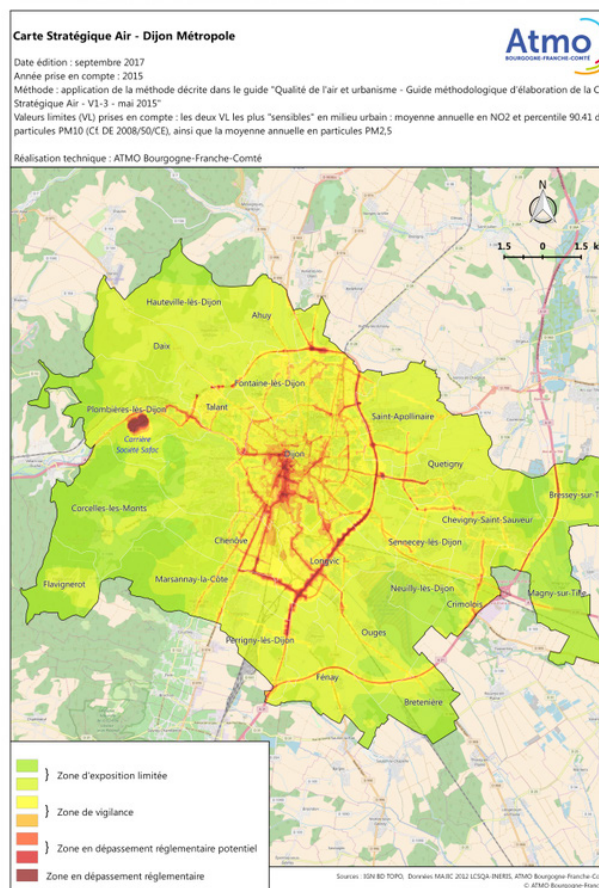 Carte Stratégique Air - Dijon Métropole
Atmo
BOURGOGNE-FRANCHE-COMTÉ
Date édition : septembre 2017
Année prise en compte : 2015
Méthode : application de la méthode décrite dans le guide "Qualité de l'air et urbanisme - Guide méthodologique d'élaboration de la C
Stratégique Air - V1-3 - mai 2015"
Valeurs limites (VL) prises en compte : les deux VL les plus "sensibles" en milieu urbain : moyenne annuelle en NO2 et percentile 90.41 d
particules PM10 (Cf. DE 2008/50/CE), ainsi que la moyenne annuelle en particules PM2,5
Réalisation technique : ATMO Bourgogne-Franche-Comté
N
1.5 0 1.5 k
Hauteville-lès-Dijon
Ahuy
Daix
Fontaine-lès-Dijon
Plombières-lès-Dijon
Talant
Saint-Apollinaire
Carrière
Société Safac
Dijon
Quetigny
Bressey-sur-T
Corcelles-les-Monts
Chevigny-Saint-Sauveur
Chenôve
Sennecey-lès-Dijon
Longvic
Flavignerot
Marsannay-la-Côte
Neuilly-lès-Dijon
Magny-sur-Tille
Crimolois
Perrigny-lès-Dijon
Ouges
Fénay
Bretenière
} Zone d'exposition limitée
} Zone de vigilance
} Zone en dépassement réglementaire potentiel
Zone en dépassement réglementaire
Sources : IGN BD TOPO, Données MAJIC 2012 LCSQA-INERIS, ATMO Bourgogne-Franche-Co
© ATMO Bourgogne-Franc